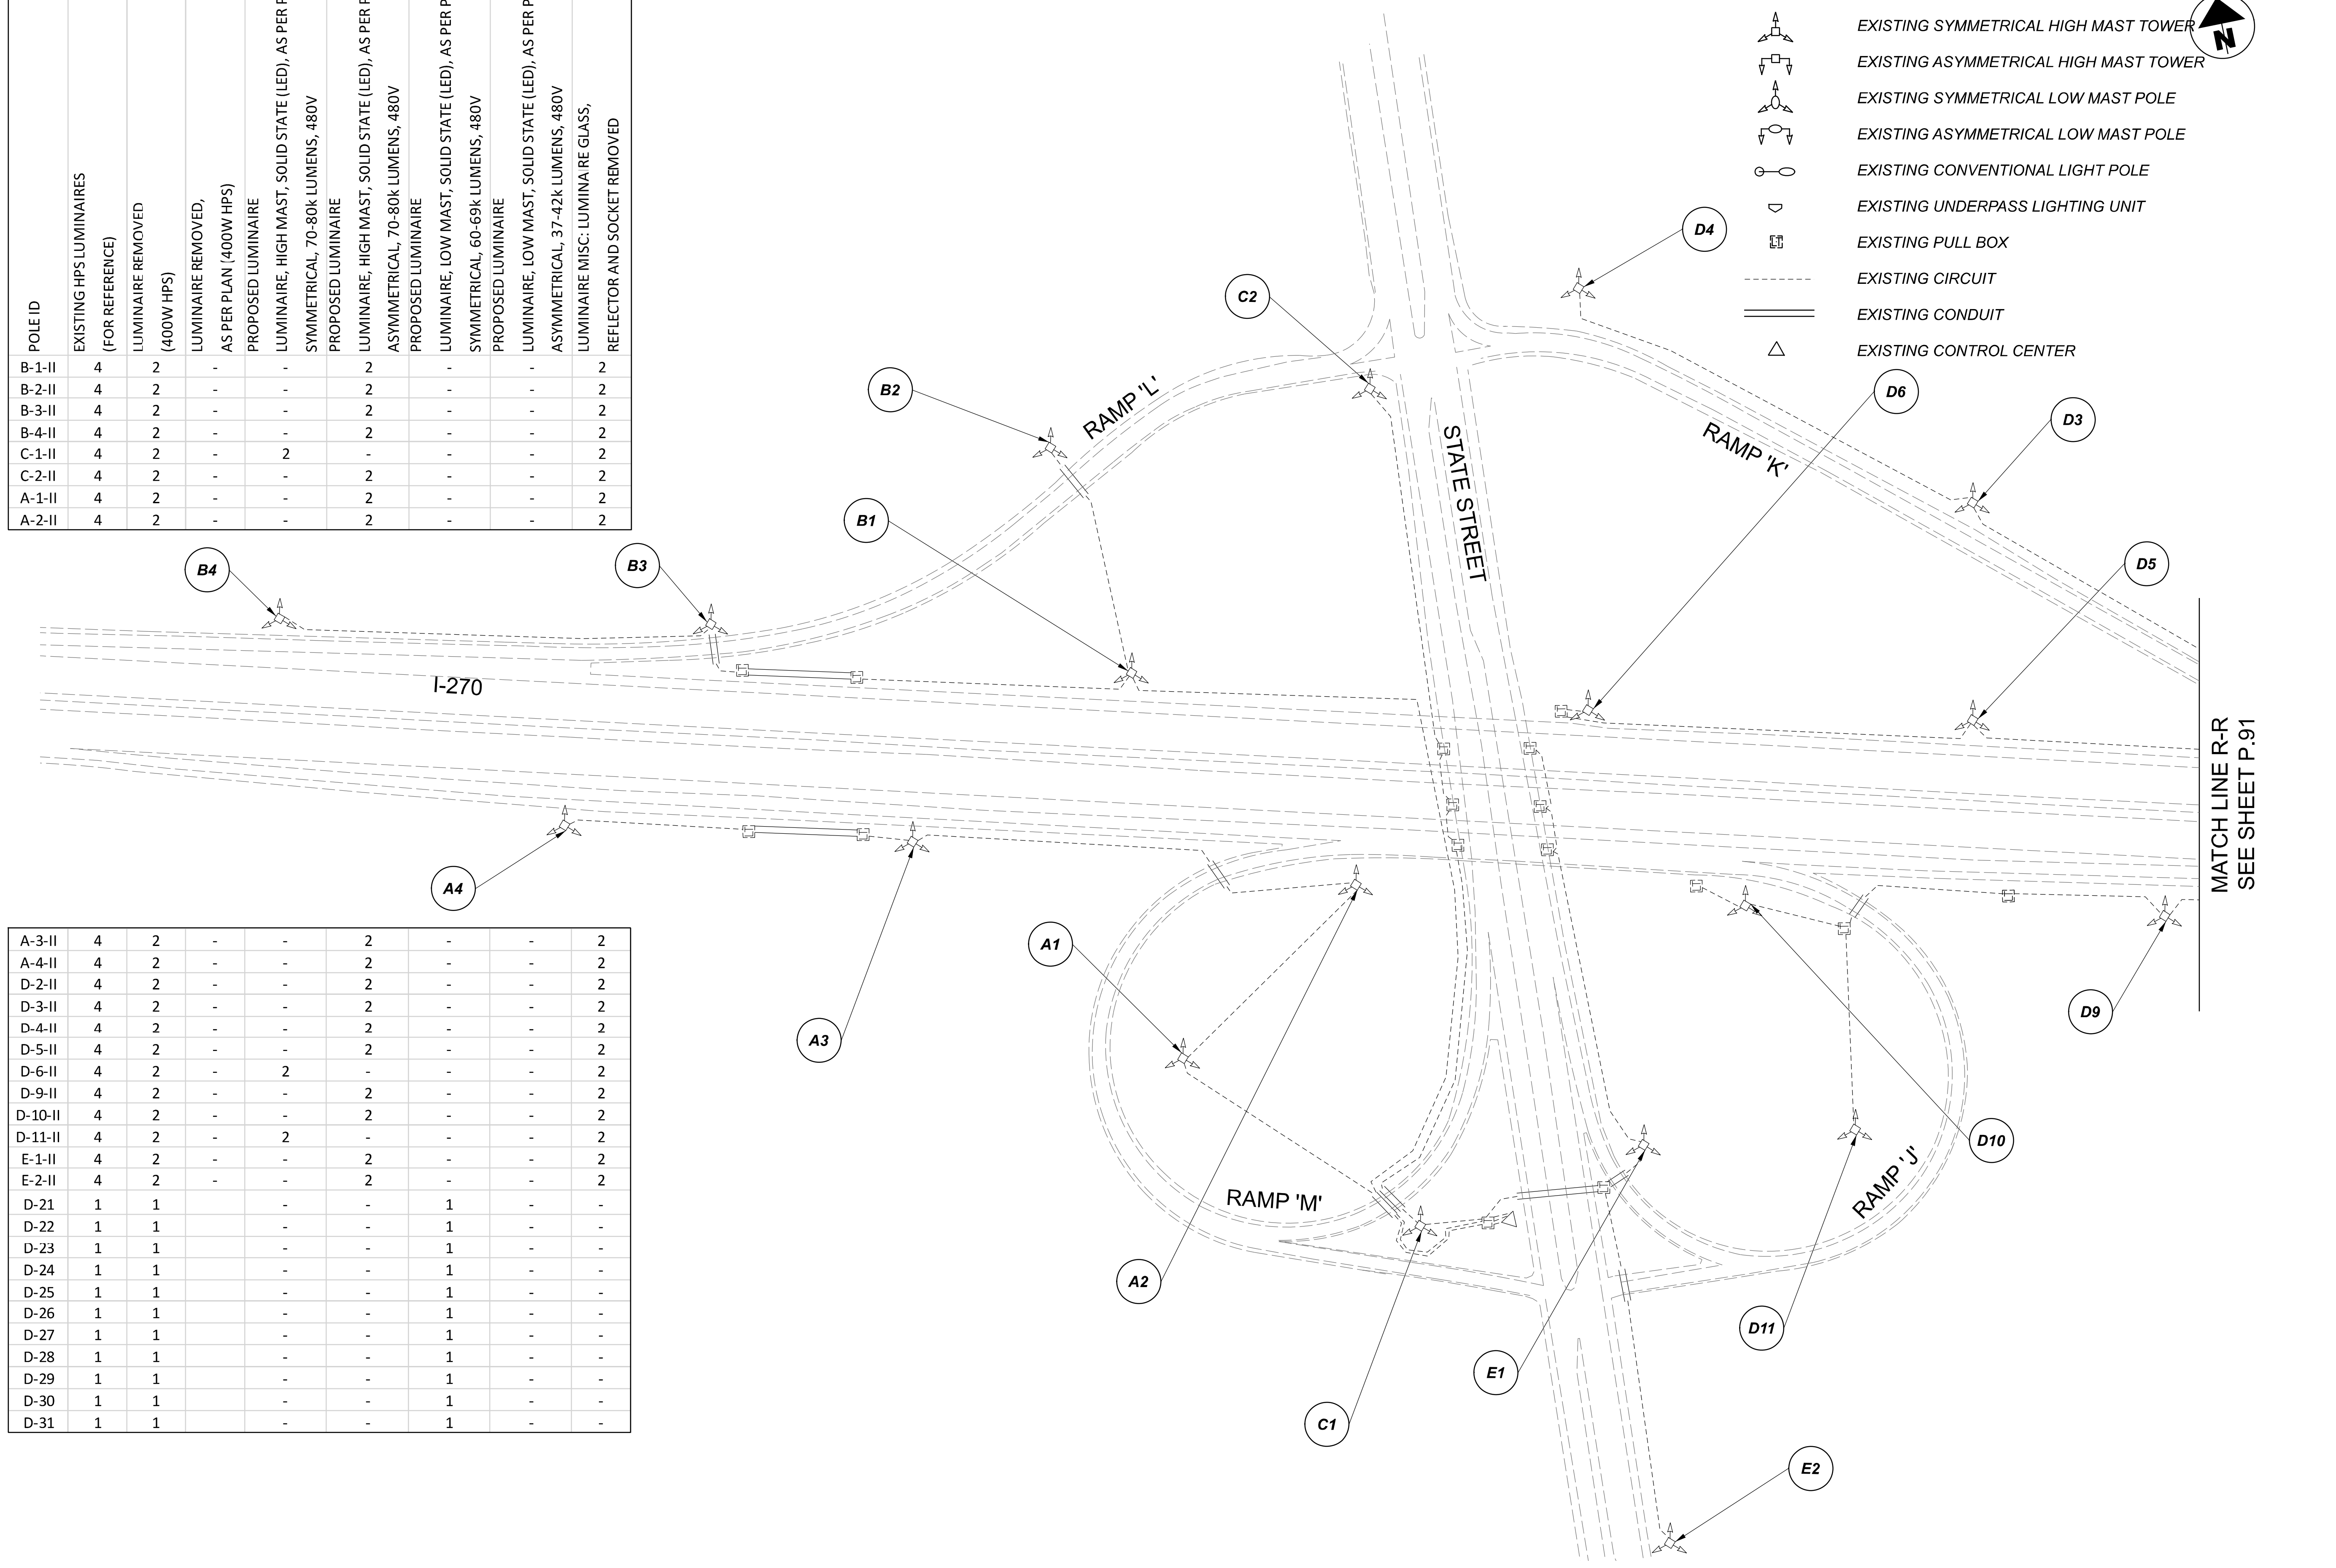 POLE ID
EXISTING HPS LUMINAIRES
(FOR REFERENCE)
LUMINAIRE REMOVED
(400W HPS)
LUMINAIRE REMOVED,
AS PER PLAN (400W HPS)
PROPOSED LUMINAIRE
LUMINAIRE, HIGH MAST, SOLID STATE (LED), AS PER
SYMMETRICAL, 70-80k LUMENS, 480V
PROPOSED LUMINAIRE
LUMINAIRE, HIGH MAST, SOLID STATE (LED), AS PER
ASYMMETRICAL, 70-80k LUMENS, 480V
PROPOSED LUMINAIRE
LUMINAIRE, LOW MAST, SOLID STATE (LED), AS PER
SYMMETRICAL, 60-69k LUMENS, 480V
PROPOSED LUMINAIRE
LUMINAIRE, LOW MAST, SOLID STATE (LED), AS PER
ASYMMETRICAL, 37-42k LUMENS, 480V
LUMINAIRE MISC: LUMINAIRE GLASS,
REFLECTOR AND SOCKET REMOVED
B-1-II 4 2 - - 2 - - 2
B-2-II 4 2 - - 2 - - 2
B-3-II 4 2 - - 2 - - 2
B-4-II 4 2 - - 2 - - 2
C-1-II 4 2 - 2 - - - 2
C-2-II 4 2 - - 2 - - 2
A-1-II 4 2 - - 2 - - 2
A-2-II 4 2 - - 2 - - 2
EXISTING SYMMETRICAL HIGH MAST TOWER
N
EXISTING ASYMMETRICAL HIGH MAST TOWER
EXISTING SYMMETRICAL LOW MAST POLE
EXISTING ASYMMETRICAL LOW MAST POLE
EXISTING CONVENTIONAL LIGHT POLE
EXISTING UNDERPASS LIGHTING UNIT
EXISTING PULL BOX
EXISTING CIRCUIT
EXISTING CONDUIT
EXISTING CONTROL CENTER
D4
C2
B2
RAMP 'L'
D6
D3
RAMP 'K'
STATE STREET
B1
B4
B3
D5
I-270
MATCH LINE R-R
SEE SHEET P.91
A4
A1
A3
D9
D10
RAMP 'M'
RAMP 'J'
A2
D11
E1
C1
E2
A-3-II 4 2 - - 2 - - 2
A-4-II 4 2 - - 2 - - 2
D-2-II 4 2 - - 2 - - 2
D-3-II 4 2 - - 2 - - 2
D-4-II 4 2 - - 2 - - 2
D-5-II 4 2 - - 2 - - 2
D-6-II 4 2 - 2 - - - 2
D-9-II 4 2 - - 2 - - 2
D-10-II 4 2 - - 2 - - 2
D-11-II 4 2 - 2 - - - 2
E-1-II 4 2 - - 2 - - 2
E-2-II 4 2 - - 2 - - 2
D-21 1 1 - - 1 - -
D-22 1 1 - - 1 - -
D-23 1 1 - - 1 - -
D-24 1 1 - - 1 - -
D-25 1 1 - - 1 - -
D-26 1 1 - - 1 - -
D-27 1 1 - - 1 - -
D-28 1 1 - - 1 - -
D-29 1 1 - - 1 - -
D-30 1 1 - - 1 - -
D-31 1 1 - - 1 - -